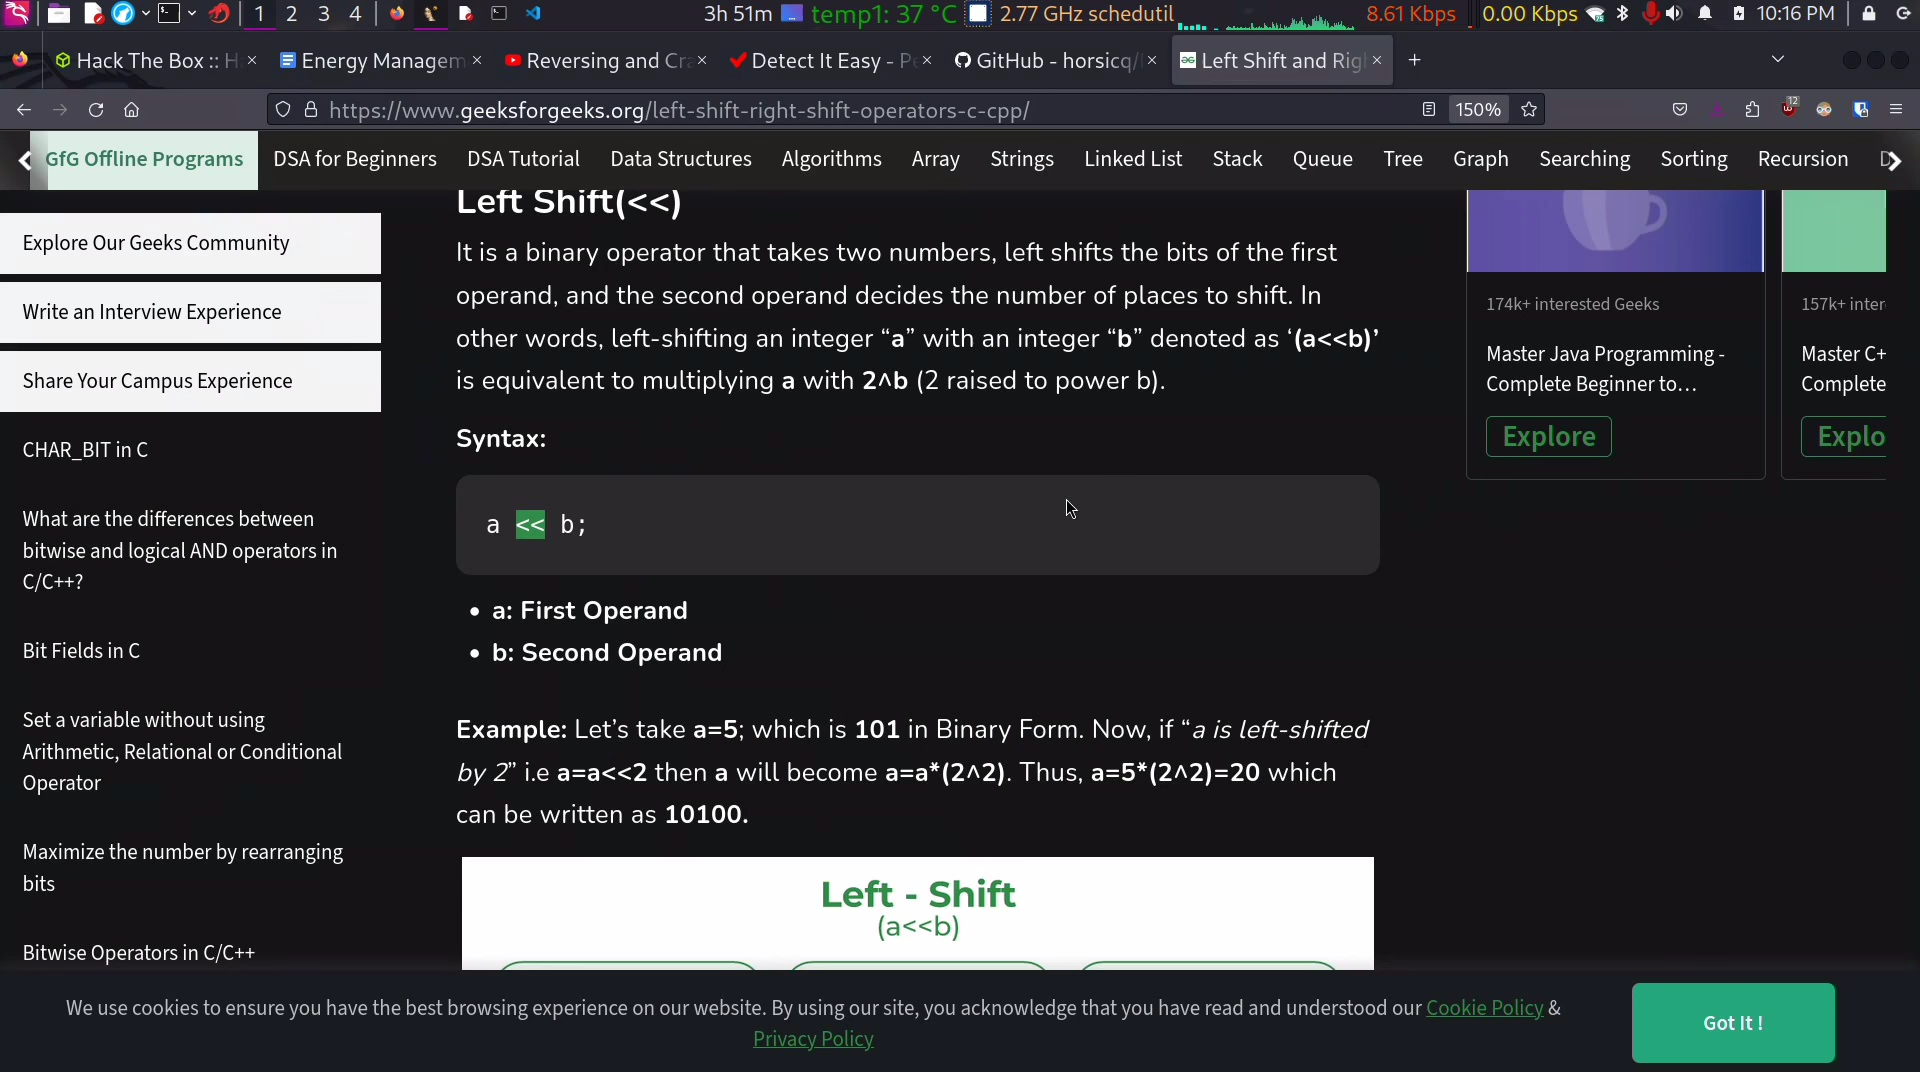 1 2 3 4 3h 51m temp1: 37 °C 2.77 GHz schedutil 8.61 Kbps 0.00 Kbps 10:16 PM
Hack The Box :: H Energy Managem Reversing and Cra Detect It Easy - Pe GitHub - horsicq/ Left Shift and Rig
https://www.geeksforgeeks.org/left-shift-right-shift-operators-c-cpp/ 150% 12
GfG Offline Programs DSA for Beginners DSA Tutorial Data Structures Algorithms Array Strings Linked List Stack Queue Tree Graph Searching Sorting Recursion
Explore Our Geeks Community
Write an Interview Experience
Share Your Campus Experience
CHAR_BIT in C
What are the differences between
bitwise and logical AND operators in
C/C++?
Bit Fields in C
Set a variable without using
Arithmetic, Relational or Conditional
Operator
Maximize the number by rearranging
bits
Bitwise Operators in C/C++
Left Shift(<<)
It is a binary operator that takes two numbers, left shifts the bits of the first
operand, and the second operand decides the number of places to shift. In
other words, left-shifting an integer “a” with an integer “b” denoted as ‘(a<<b)’
is equivalent to multiplying a with 2^b (2 raised to power b).
Syntax:
a << b;
• a: First Operand
• b: Second Operand
Example: Let’s take a=5; which is 101 in Binary Form. Now, if “a is left-shifted
by 2” i.e a=a<<2 then a will become a=a*(2^2). Thus, a=5*(2^2)=20 which
can be written as 10100.
Left - Shift
(a<<b)
174k+ interested Geeks
Master Java Programming -
Complete Beginner to…
Explore
157k+ inter
Master C+
Complete
Explo
We use cookies to ensure you have the best browsing experience on our website. By using our site, you acknowledge that you have read and understood our Cookie Policy &
Privacy Policy
Got It !